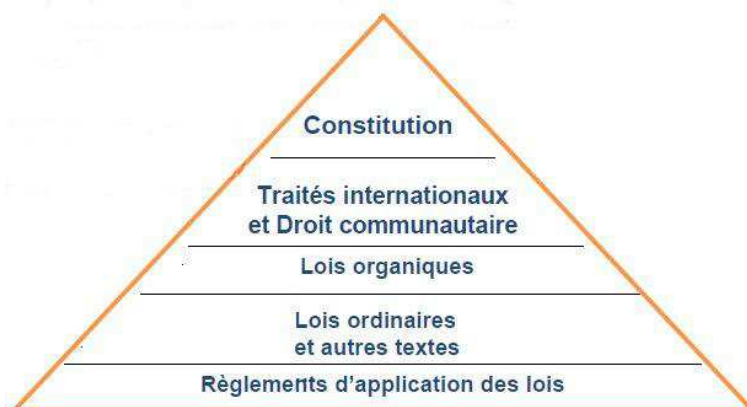 Constitution
Traités internationaux
et Droit communautaire
Lois organiques
Lois ordinaires
et autres textes
Règlements d'application des lois